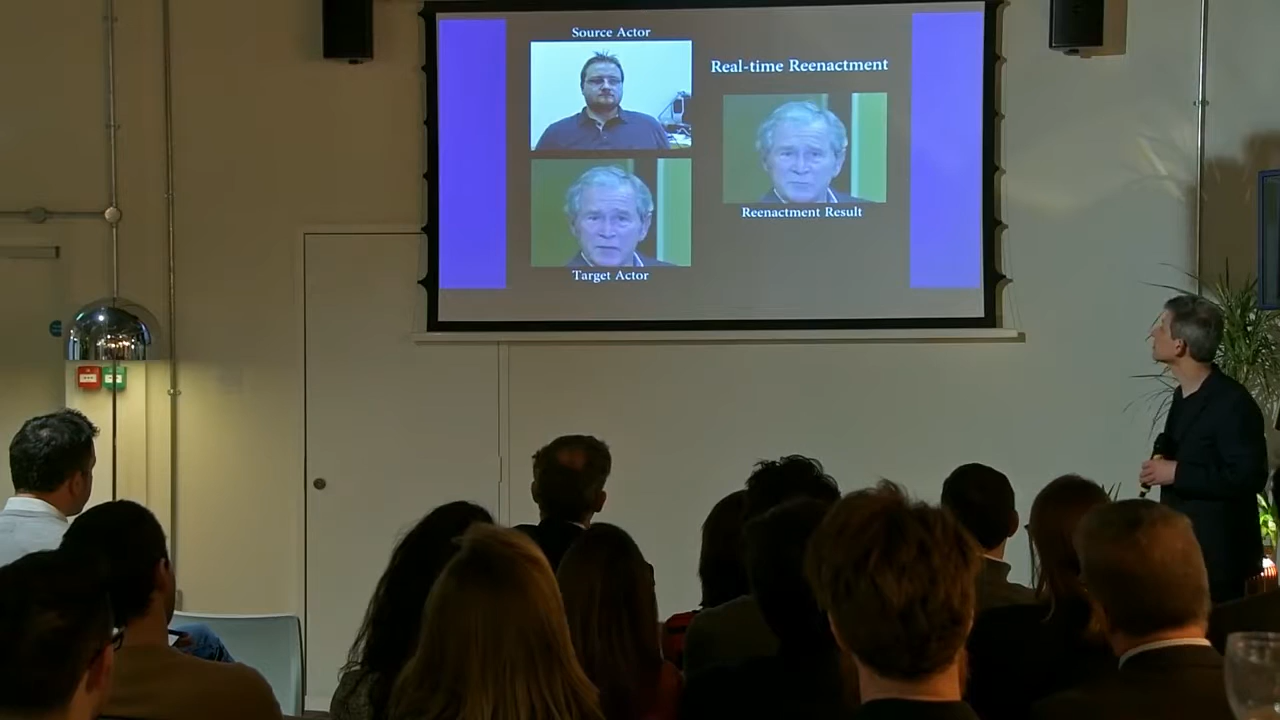 Source Actor
Real-time Reenactment
Reenactment Result
Target Actor